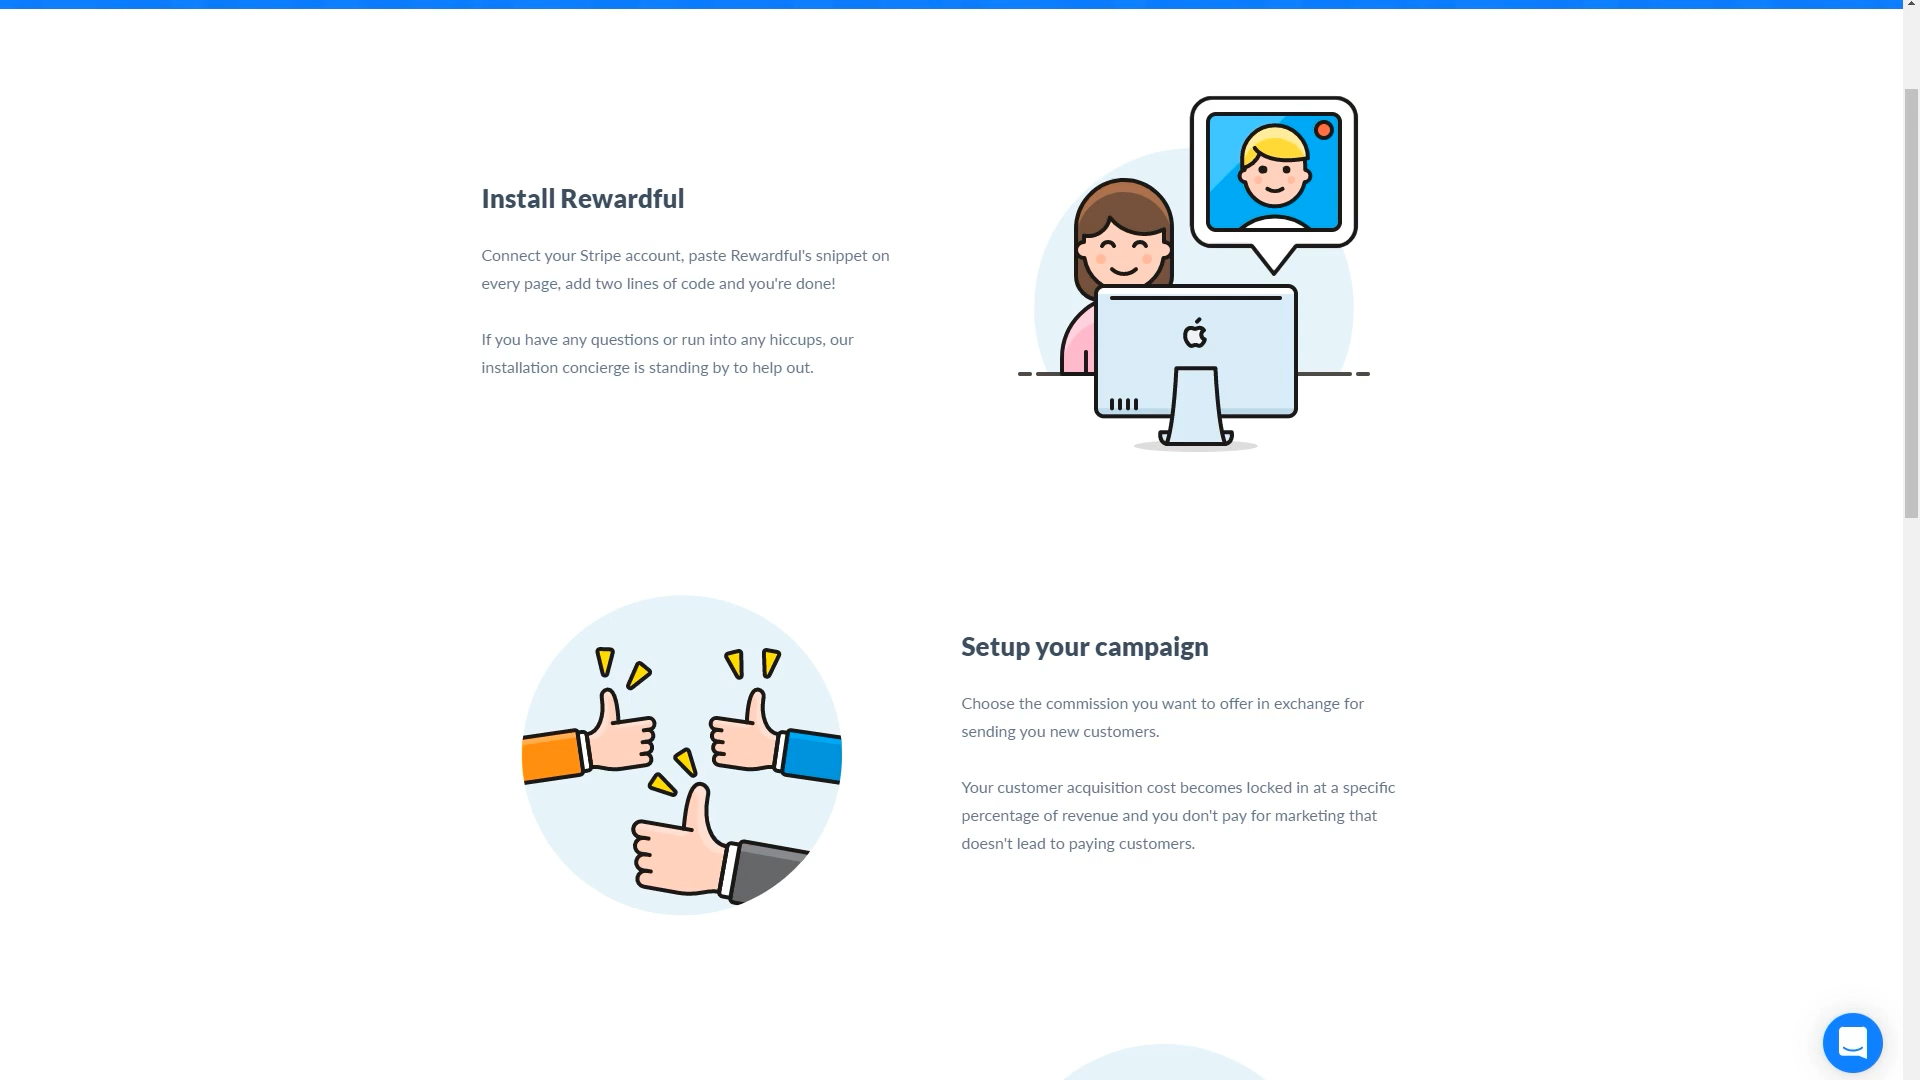 Install Rewardful
Connect your Stripe account, paste Rewardful's snippet on
every page, add two lines of code and you're done!
If you have any questions or run into any hiccups, our
installation concierge is standing by to help out.
Setup your campaign
Choose the commission you want to offer in exchange for
sending you new customers.
Your customer acquisition cost becomes locked in at a specific
percentage of revenue and you don't pay for marketing that
doesn't lead to paying customers.